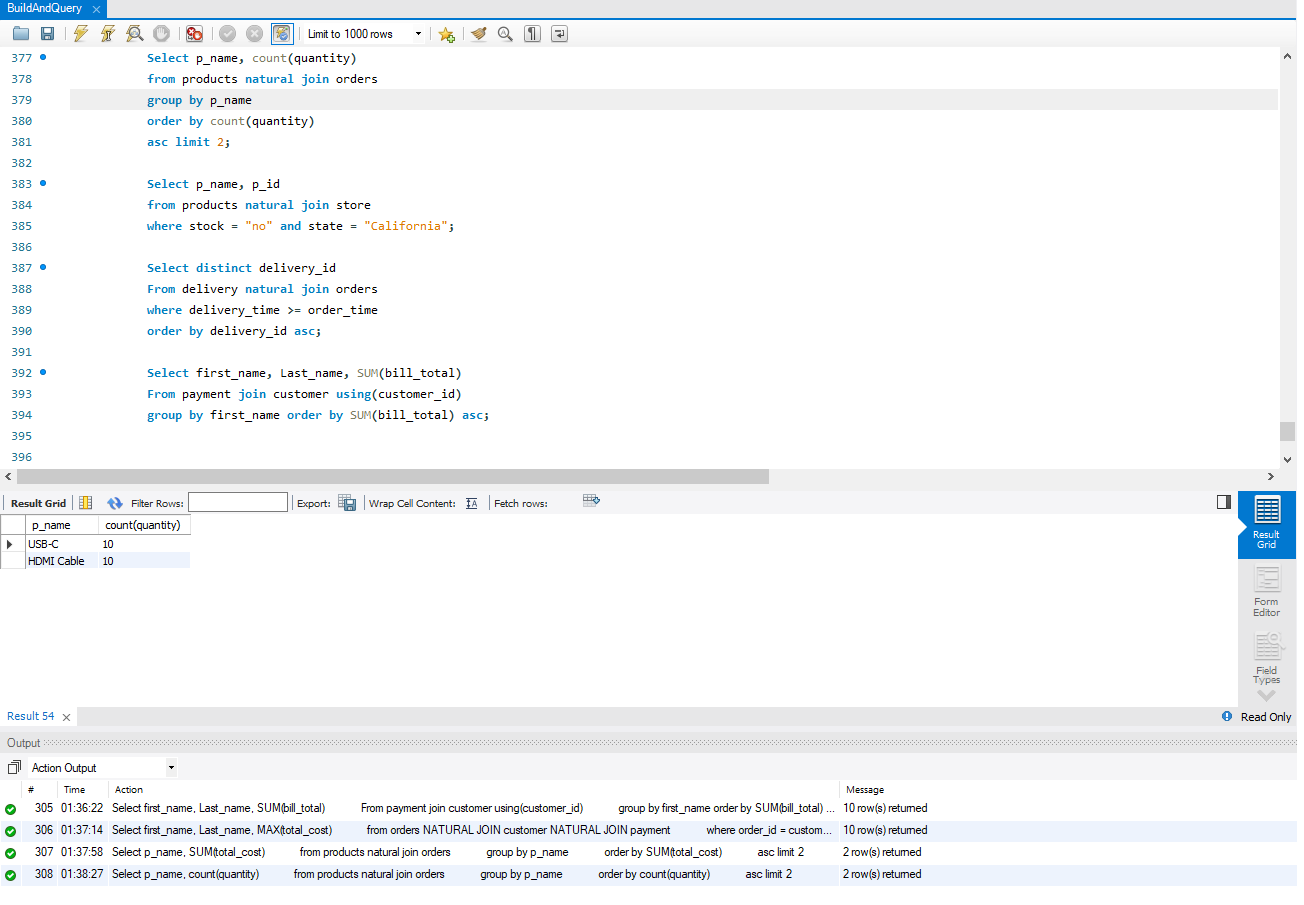 BuildAndQuery
Limit to 1000 rows
377 Select p_name, count(quantity)
378 from products natural join orders
379 group by p_name
380 order by count(quantity)
381 asc limit 2;
382
383 Select p_name, p_id
384 from products natural join store
385 where stock = "no" and state = "California";
386
387 Select distinct delivery_id
388 From delivery natural join orders
389 where delivery_time >= order_time
390 order by delivery_id asc;
391
392 Select first_name, Last_name, SUM(bill_total)
393 From payment join customer using(customer_id)
394 group by first_name order by SUM(bill_total) asc;
395
396
Result Grid Filter Rows: Export: Wrap Cell Content: IA Fetch rows:
p_name count(quantity)
USB-C 10
HDMI Cable 10
Result Grid
Form Editor
Field Types
Result 54 Read Only
Output
Action Output
# Time Action Message
305 01:36:22 Select first_name, Last_name, SUM(bill_total) From payment join customer using(customer_id) group by first_name order by SUM(bill_total) ... 10 row(s) returned
306 01:37:14 Select first_name, Last_name, MAX(total_cost) from orders NATURAL JOIN customer NATURAL JOIN payment where order_id = custom... 10 row(s) returned
307 01:37:58 Select p_name, SUM(total_cost) from products natural join orders group by p_name order by SUM(total_cost) asc limit 2 2 row(s) returned
308 01:38:27 Select p_name, count(quantity) from products natural join orders group by p_name order by count(quantity) asc limit 2 2 row(s) returned